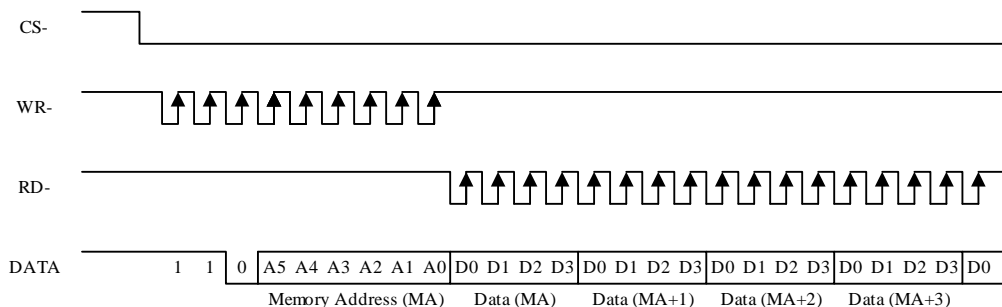 CS-
WR-
RD-
DATA 1 1 0 A5 A4 A3 A2 A1 A0 D0 D1 D2 D3 D0 D1 D2 D3 D0 D1 D2 D3 D0 D1 D2 D3 D0
Memory Address (MA) Data (MA) Data (MA+1) Data (MA+2) Data (MA+3)